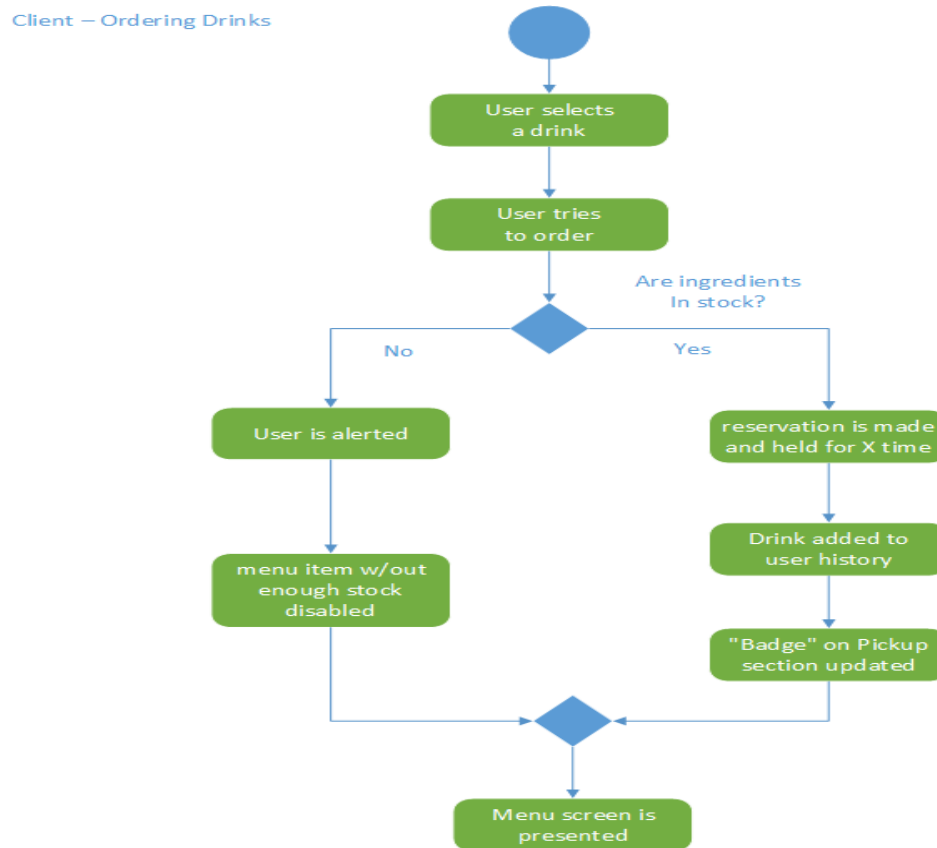 Client – Ordering Drinks
User selects
a drink
User tries
to order
Are ingredients
In stock?
No
Yes
User is alerted
reservation is made
and held for X time
menu item w/out
enough stock
disabled
Drink added to
user history
"Badge" on Pickup
section updated
Menu screen is
presented